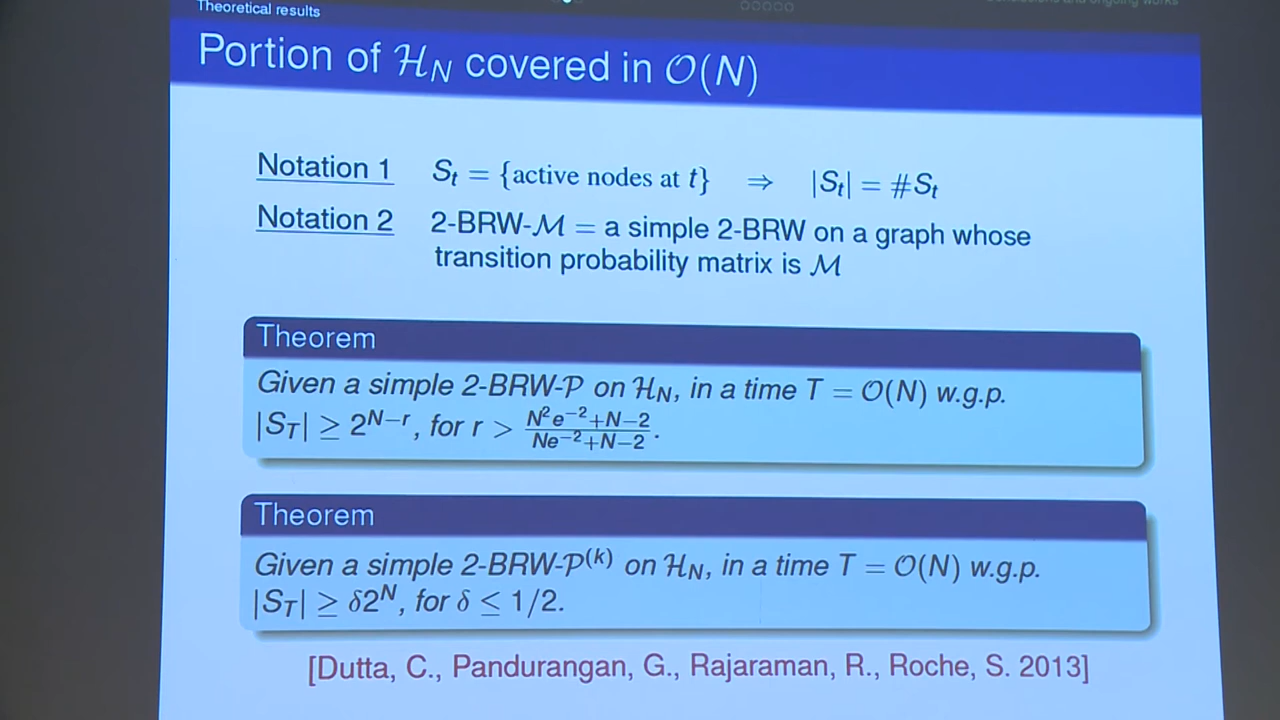 Theoretical results
Portion of ℋ_N covered in 𝒪(N)
Notation 1 S_t = {active nodes at t} ⇒ |S_t| = #S_t
Notation 2 2-BRW-ℳ = a simple 2-BRW on a graph whose
transition probability matrix is ℳ
Theorem
Given a simple 2-BRW-𝒫 on ℋ_N, in a time T = 𝒪(N) w.g.p.
|S_T| ≥ 2^{N−r}, for r > \frac{N^2e^{−2}+N−2}{Ne^{−2}+N−2}.
Theorem
Given a simple 2-BRW-𝒫^{(k)} on ℋ_N, in a time T = 𝒪(N) w.g.p.
|S_T| ≥ δ2^N, for δ ≤ 1/2.
[Dutta, C., Pandurangan, G., Rajaraman, R., Roche, S. 2013]